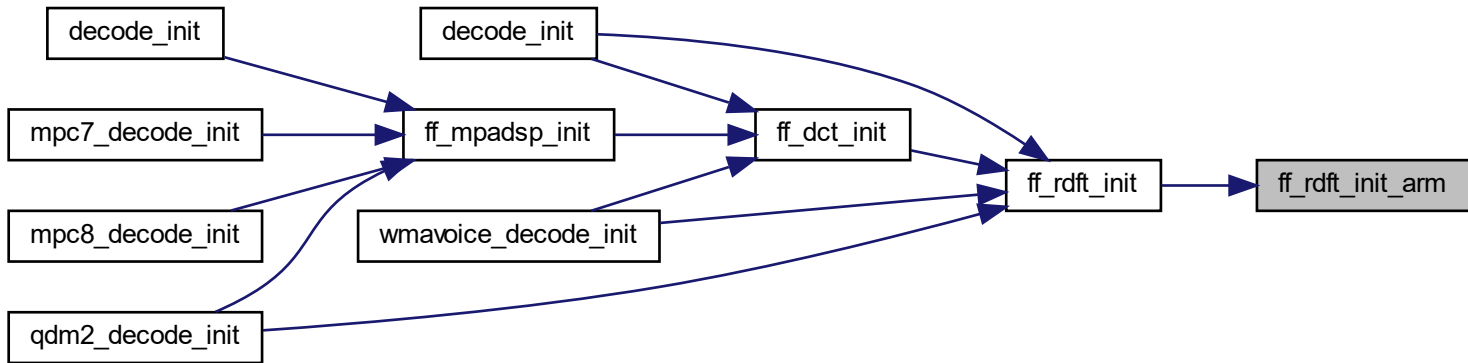 decode_init
decode_init
mpc7_decode_init
ff_mpadsp_init
ff_dct_init
ff_rdft_init
ff_rdft_init_arm
mpc8_decode_init
wmavoice_decode_init
qdm2_decode_init